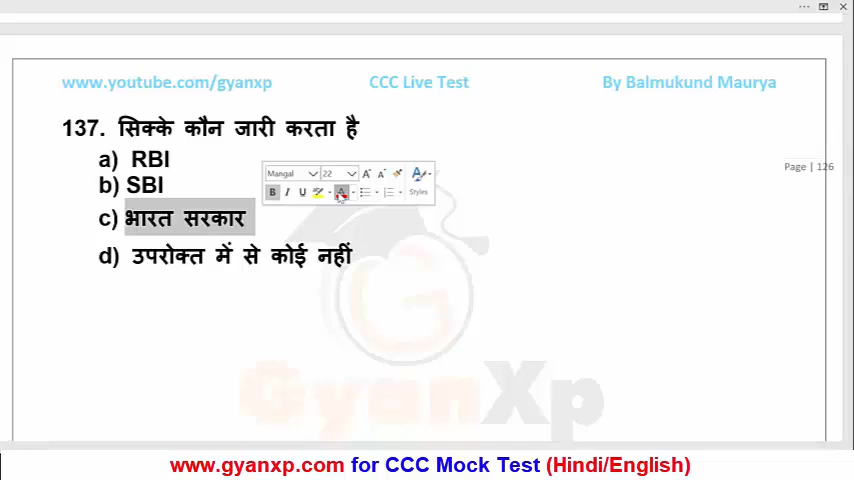 www.youtube.com/gyanxp CCC Live Test By Balmukund Maurya
137. सिक्के कौन जारी करता है
Page | 126
a) RBI
Mangal 22
b) SBI
B I U A Styles
c) भारत सरकार
d) उपरोक्त में से कोई नहीं
GyanXp
www.gyanxp.com for CCC Mock Test (Hindi/English)